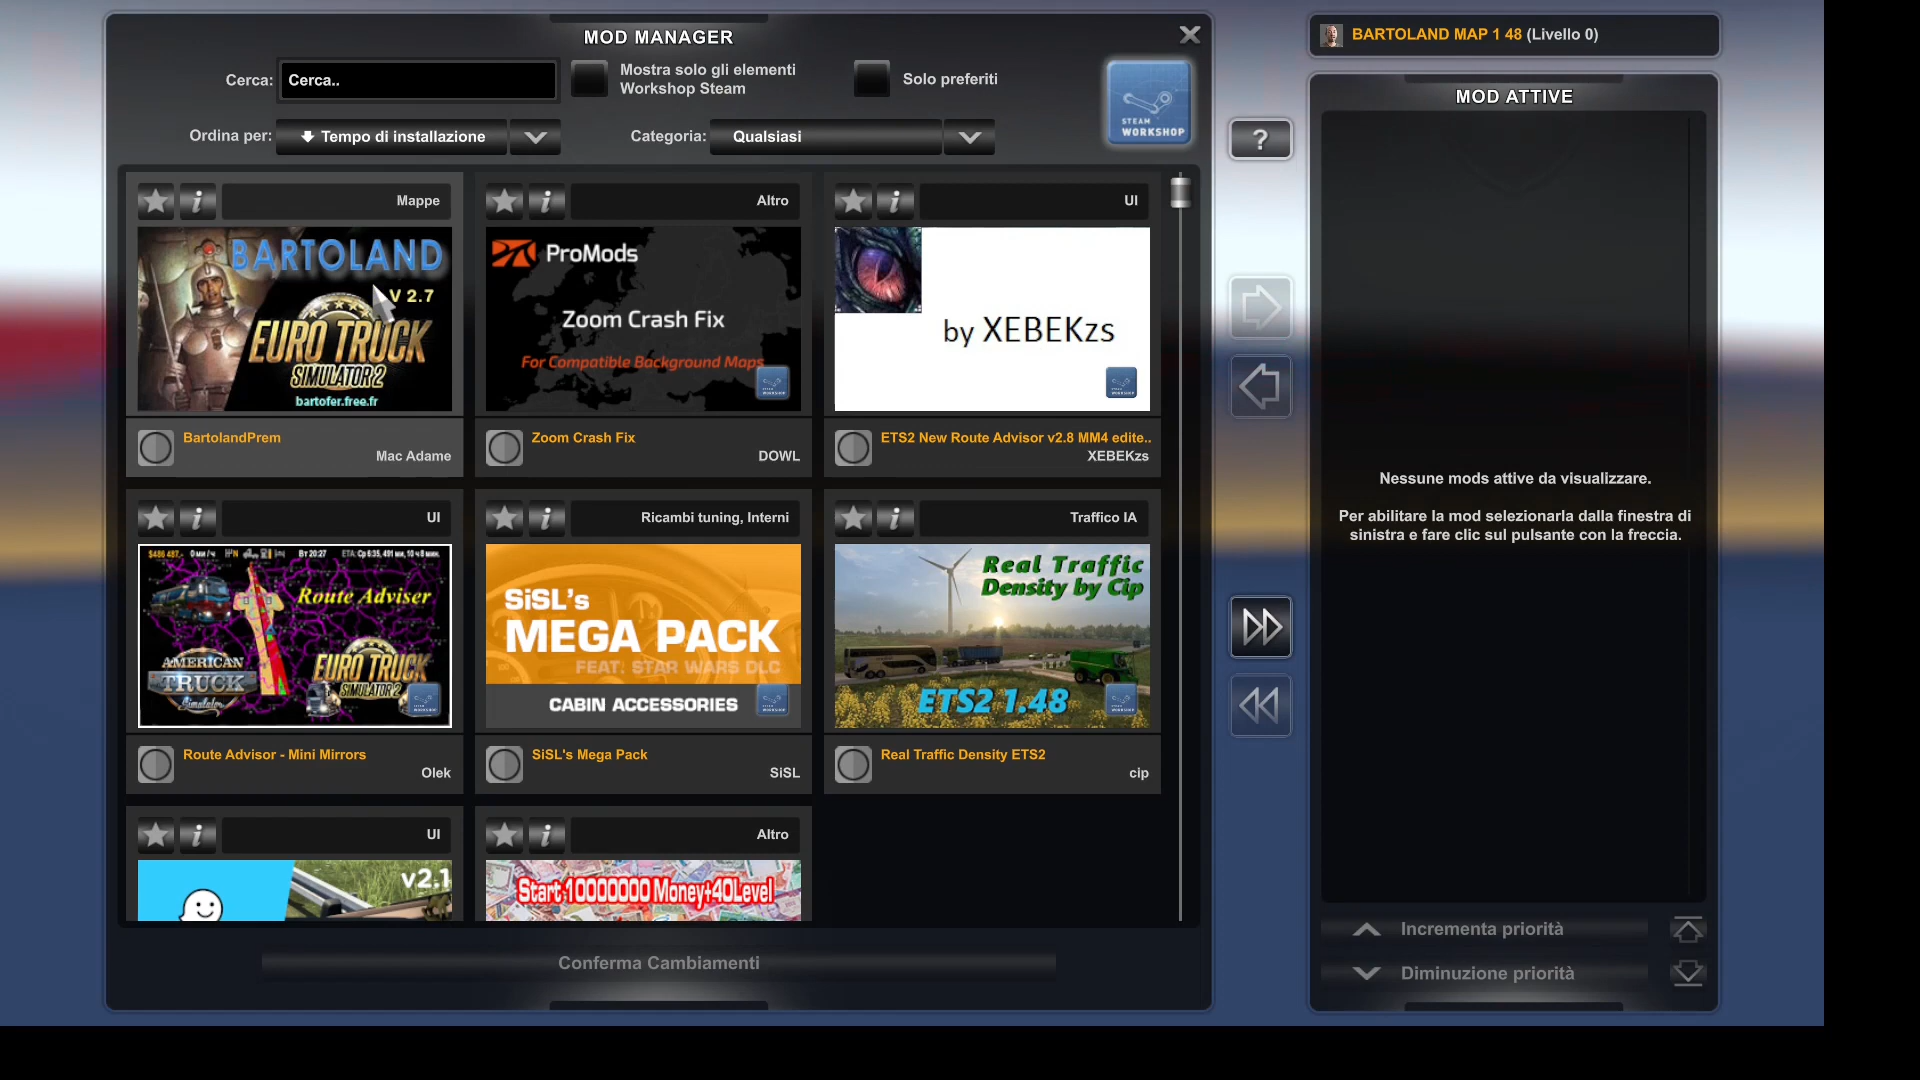 MOD MANAGER
Cerca:
Cerca..
Mostra solo gli elementi
Workshop Steam
Solo preferiti
STEAM
WORKSHOP
Ordina per:
Tempo di installazione
Categoria:
Qualsiasi
BARTOLAND MAP 1 48 (Livello 0)
MOD ATTIVE
?
Mappe
BARTOLAND
V 2.7
EURO TRUCK
SIMULATOR 2
bartofer.free.fr
BartolandPrem
Mac Adame
Altro
ProMods
Zoom Crash Fix
For Compatible Background Maps
Zoom Crash Fix
DOWL
UI
by XEBEKzs
ETS2 New Route Advisor v2.8 MM4 edite..
XEBEKzs
UI
Route Adviser
AMERICAN
TRUCK
Simulator
EURO TRUCK
SIMULATOR 2
Route Advisor - Mini Mirrors
Olek
Ricambi tuning, Interni
SiSL's
MEGA PACK
FEAT. STAR WARS DLC
CABIN ACCESSORIES
SiSL's Mega Pack
SiSL
Traffico IA
Real Traffic
Density by Cip
ETS2 1.48
Real Traffic Density ETS2
cip
UI
v2.1
Altro
Start 10000000 Money+40Level
Nessune mods attive da visualizzare.
Per abilitare la mod selezionarla dalla finestra di
sinistra e fare clic sul pulsante con la freccia.
Conferma Cambiamenti
Incrementa priorità
Diminuzione priorità